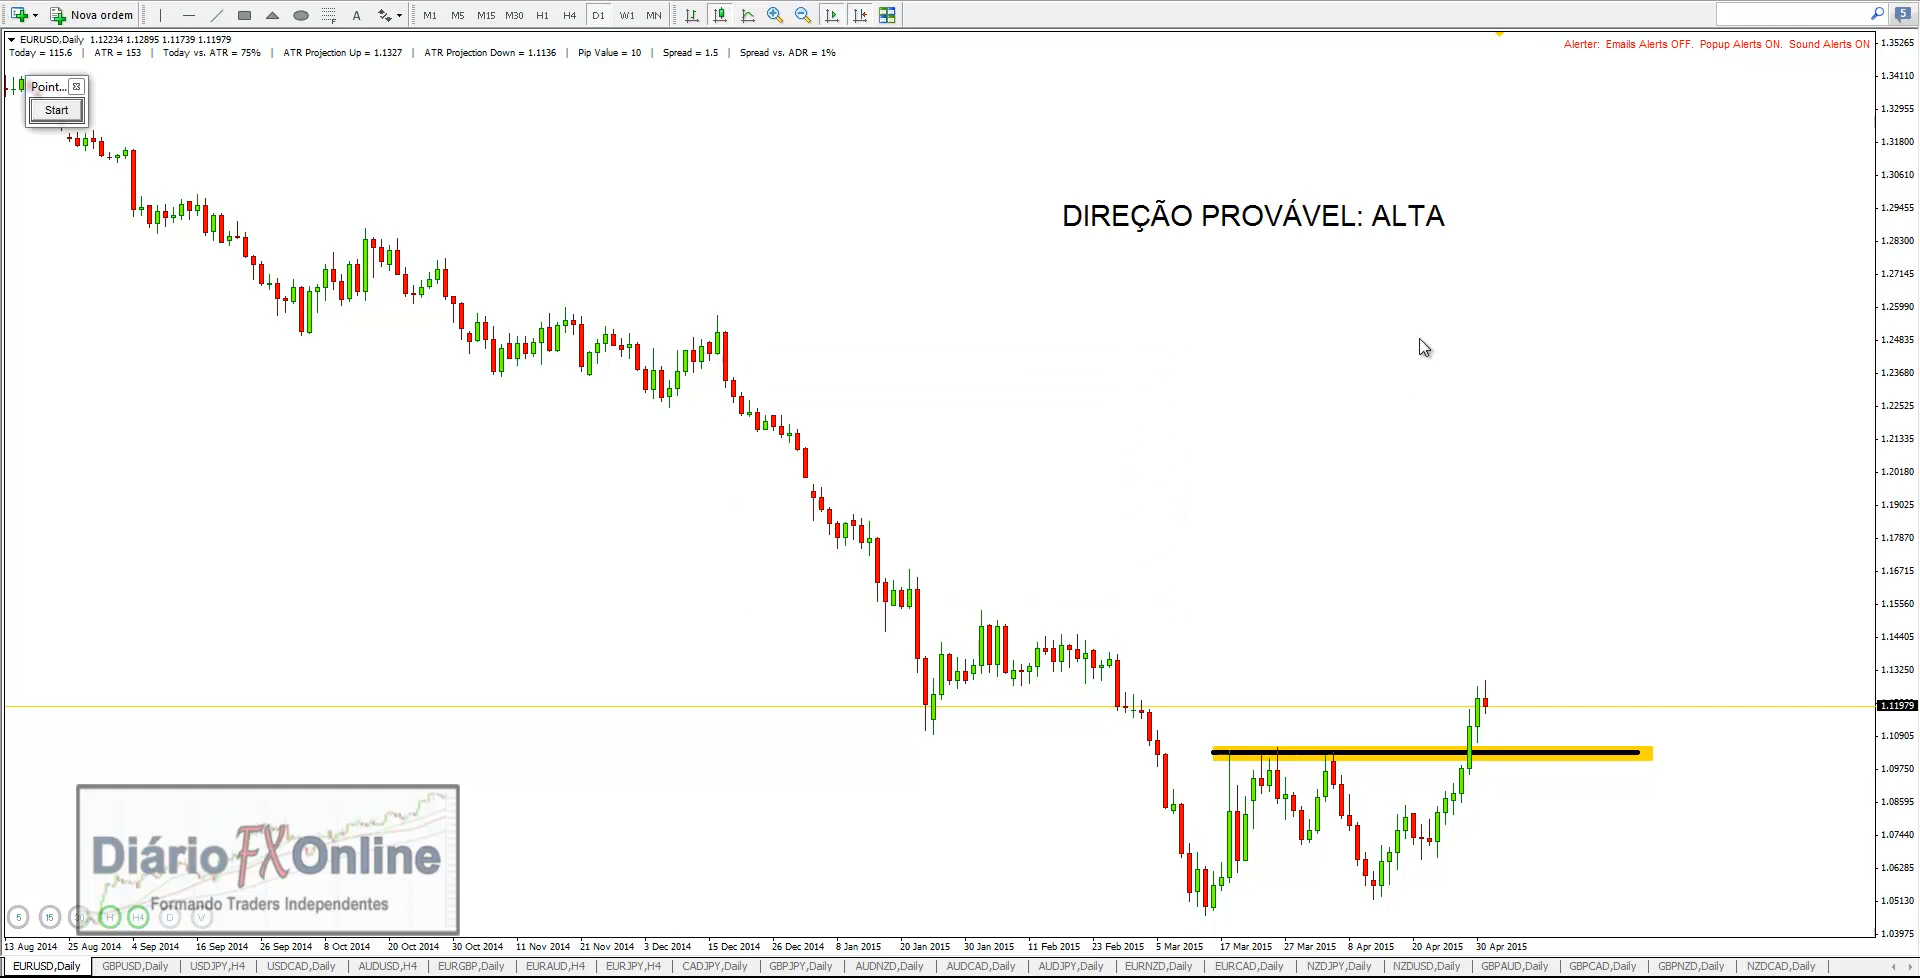 Nova ordem A M1 M5 M15 M30 H1 H4 D1 W1 MN 5
EURUSD,Daily 1.12234 1.12895 1.11739 1.11979
Today = 115.6 | ATR = 153 | Today vs. ATR = 75% | ATR Projection Up = 1.1327 | ATR Projection Down = 1.1136 | Pip Value = 10 | Spread = 1.5 | Spread vs. ADR = 1%
Alerter: Emails Alerts OFF. Popup Alerts ON. Sound Alerts ON
Point...
Start
DIREÇÃO PROVÁVEL: ALTA
1.35265
1.34110
1.32955
1.31800
1.30610
1.29455
1.28300
1.27145
1.25990
1.24835
1.23680
1.22525
1.21335
1.20180
1.19025
1.17870
1.16715
1.15560
1.14405
1.13250
1.11979
1.10905
1.09750
1.08595
1.07440
1.06285
1.05130
1.03975
DiárioFXOnline
Formando Traders Independentes
5 15 30 H H4 D W
13 Aug 2014 25 Aug 2014 4 Sep 2014 16 Sep 2014 26 Sep 2014 8 Oct 2014 20 Oct 2014 30 Oct 2014 11 Nov 2014 21 Nov 2014 3 Dec 2014 15 Dec 2014 26 Dec 2014 8 Jan 2015 20 Jan 2015 30 Jan 2015 11 Feb 2015 23 Feb 2015 5 Mar 2015 17 Mar 2015 27 Mar 2015 8 Apr 2015 20 Apr 2015 30 Apr 2015
EURUSD,Daily GBPUSD,Daily USDJPY,H4 USDCAD,Daily AUDUSD,H4 EURGBP,Daily EURAUD,H4 EURJPY,H4 CADJPY,Daily GBPJPY,Daily AUDNZD,Daily AUDCAD,Daily AUDJPY,Daily EURNZD,Daily EURCAD,Daily NZDJPY,Daily NZDUSD,Daily GBPAUD,Daily GBPCAD,Daily GBPNZD,Daily NZDCAD,Daily